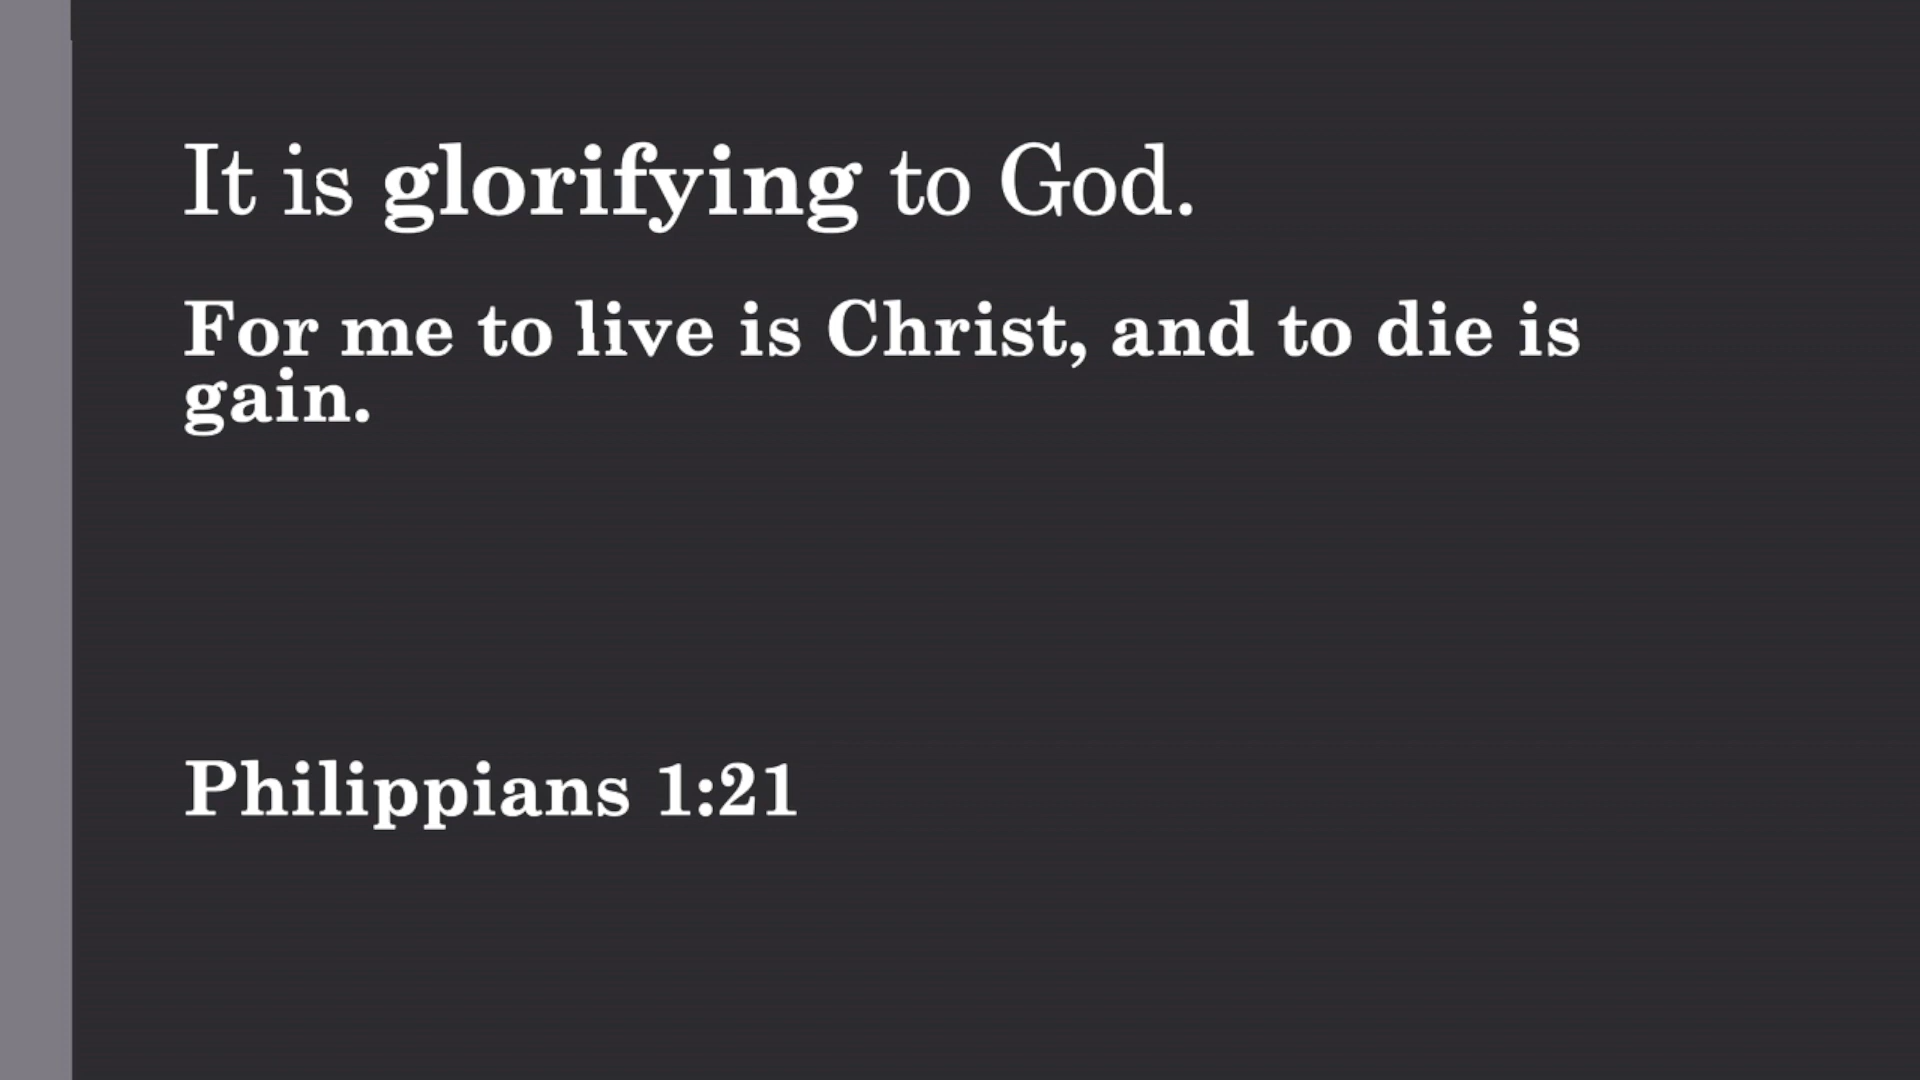 It is glorifying to God.
For me to live is Christ, and to die is
gain.
Philippians 1:21